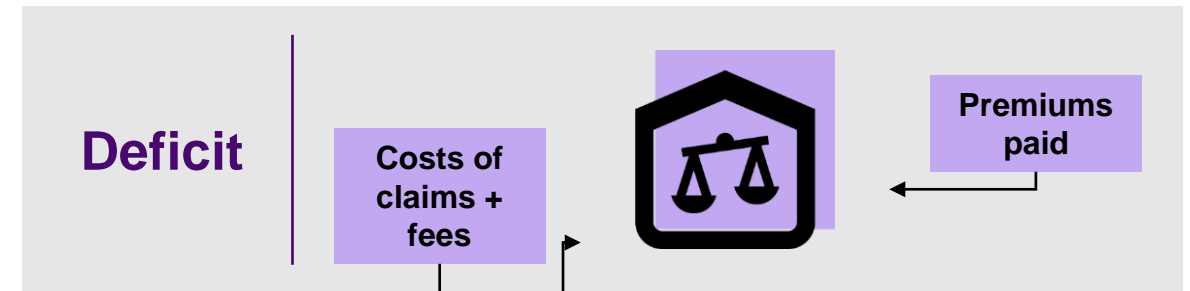 Deficit
Costs of
claims +
fees
Premiums
paid